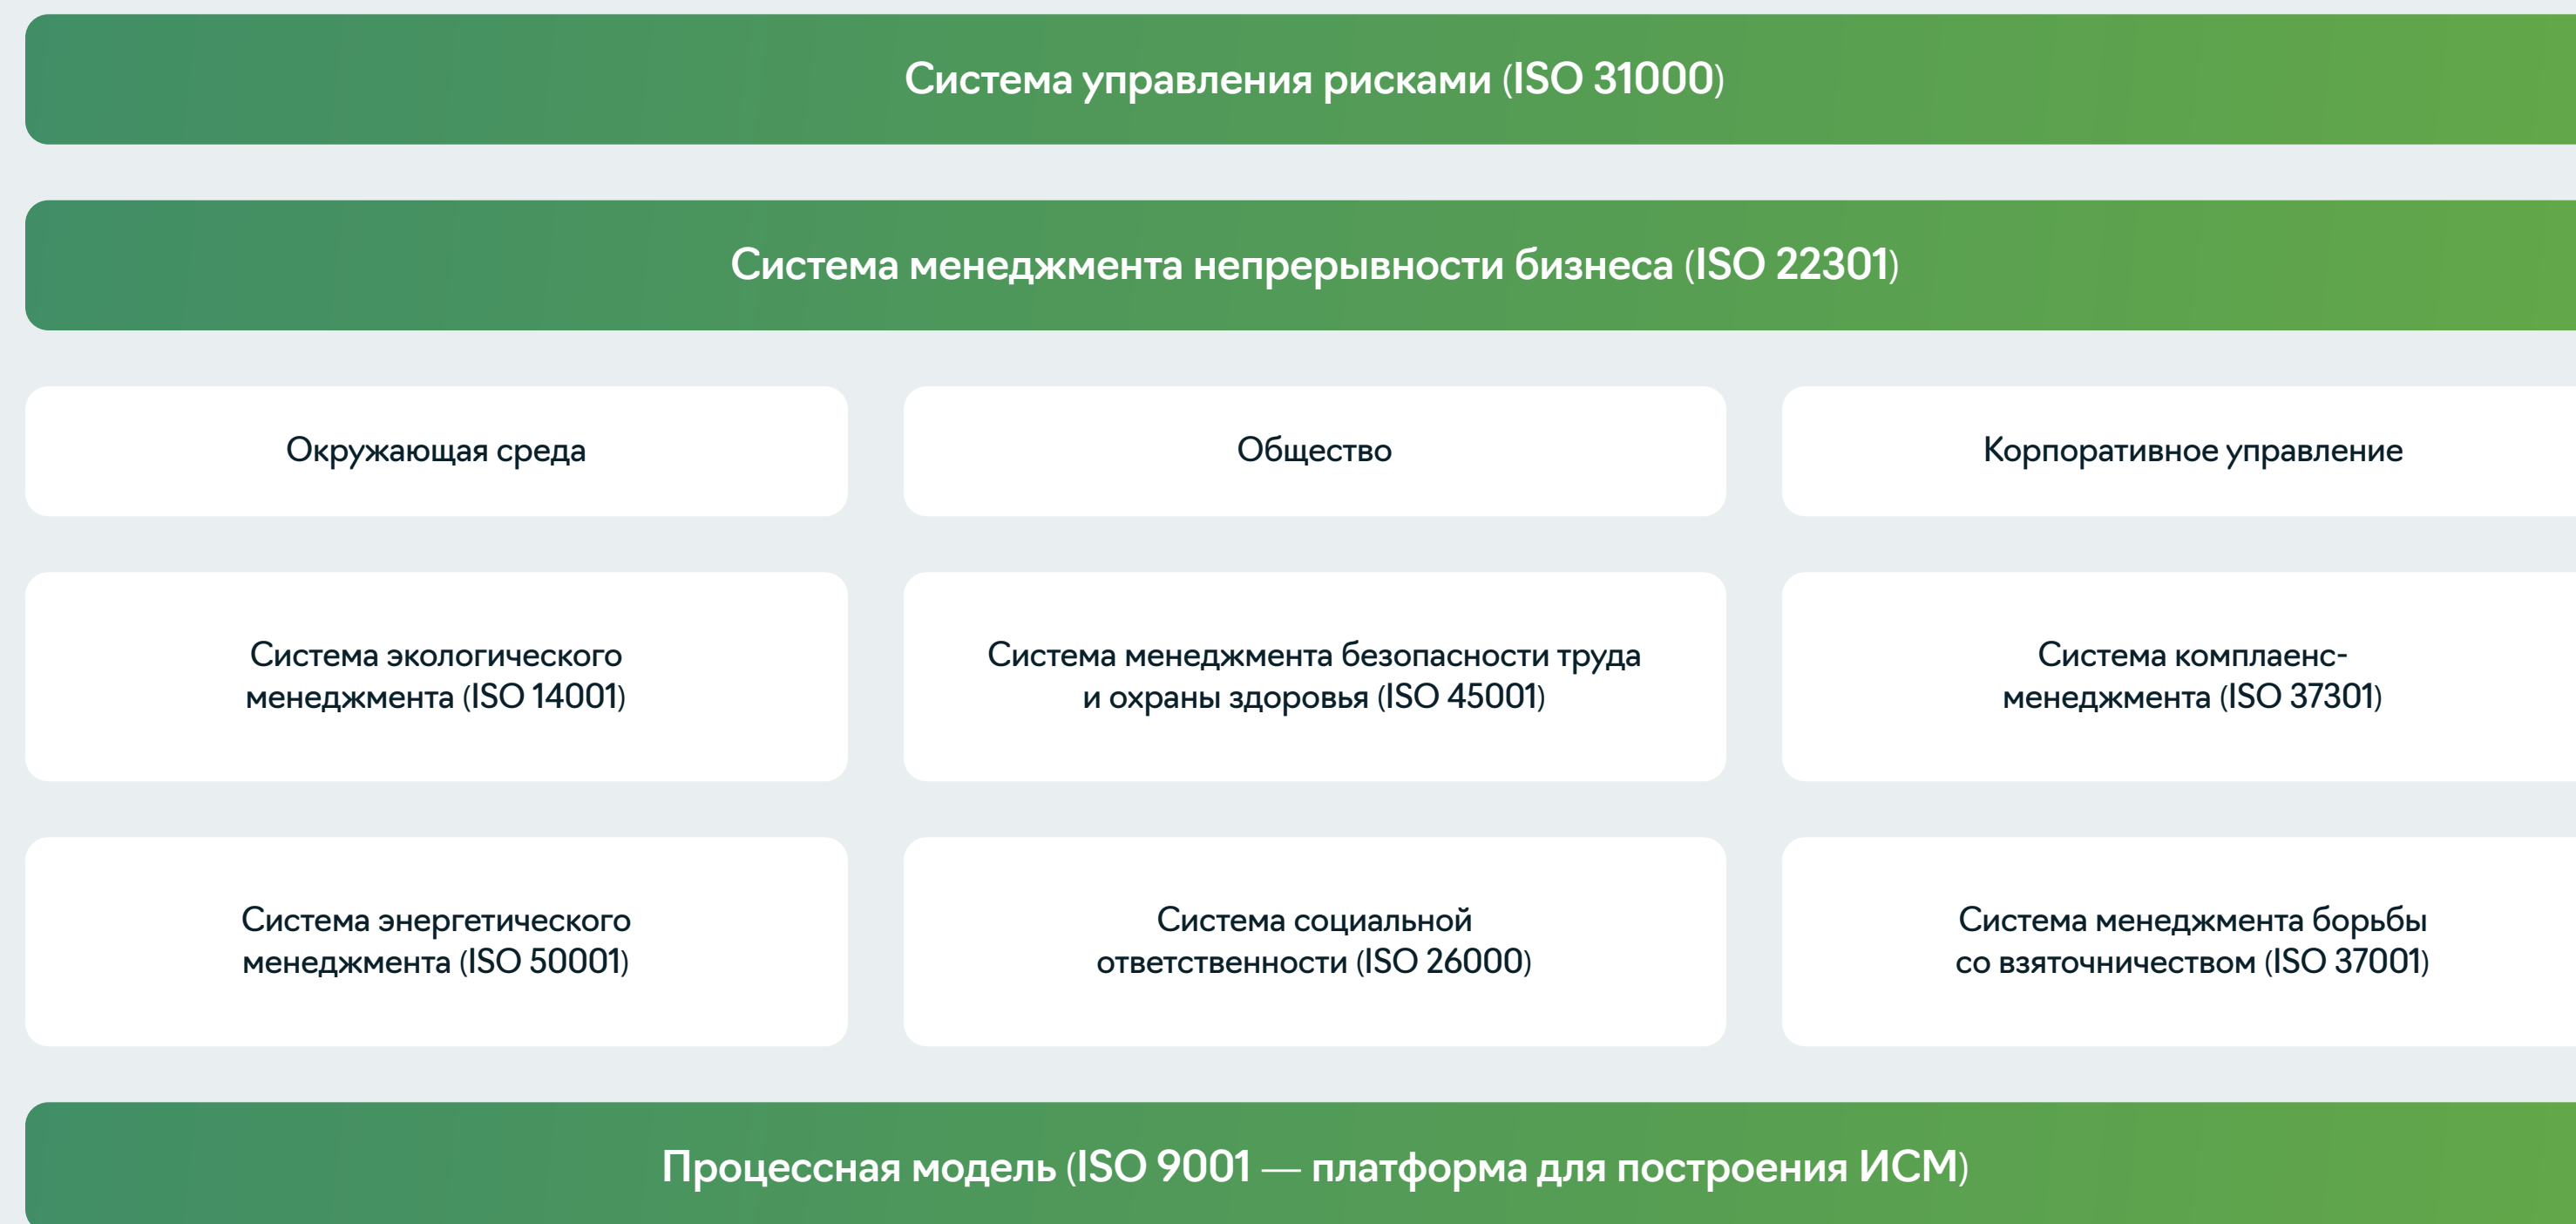 Система управления рисками (ISO 31000)
Система менеджмента непрерывности бизнеса (ISO 22301)
Окружающая среда
Общество
Корпоративное управление
Система экологического
менеджмента (ISO 14001)
Система менеджмента безопасности труда
и охраны здоровья (ISO 45001)
Система комплаенс-
менеджмента (ISO 37301)
Система энергетического
менеджмента (ISO 50001)
Система социальной
ответственности (ISO 26000)
Система менеджмента борьбы
со взяточничеством (ISO 37001)
Процессная модель (ISO 9001 — платформа для построения ИСМ)